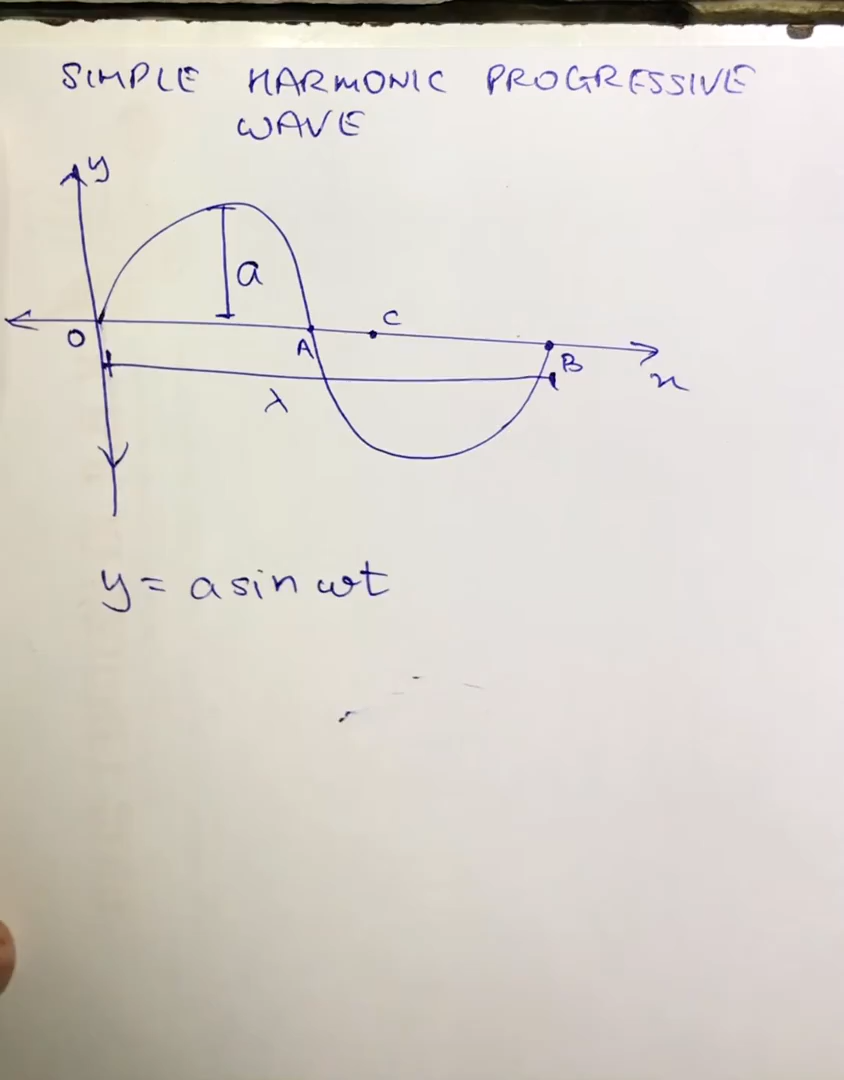 SIMPLE HARMONIC PROGRESSIVE
WAVE
y
a
O
A
C
B
x
λ
y = a sin ωt